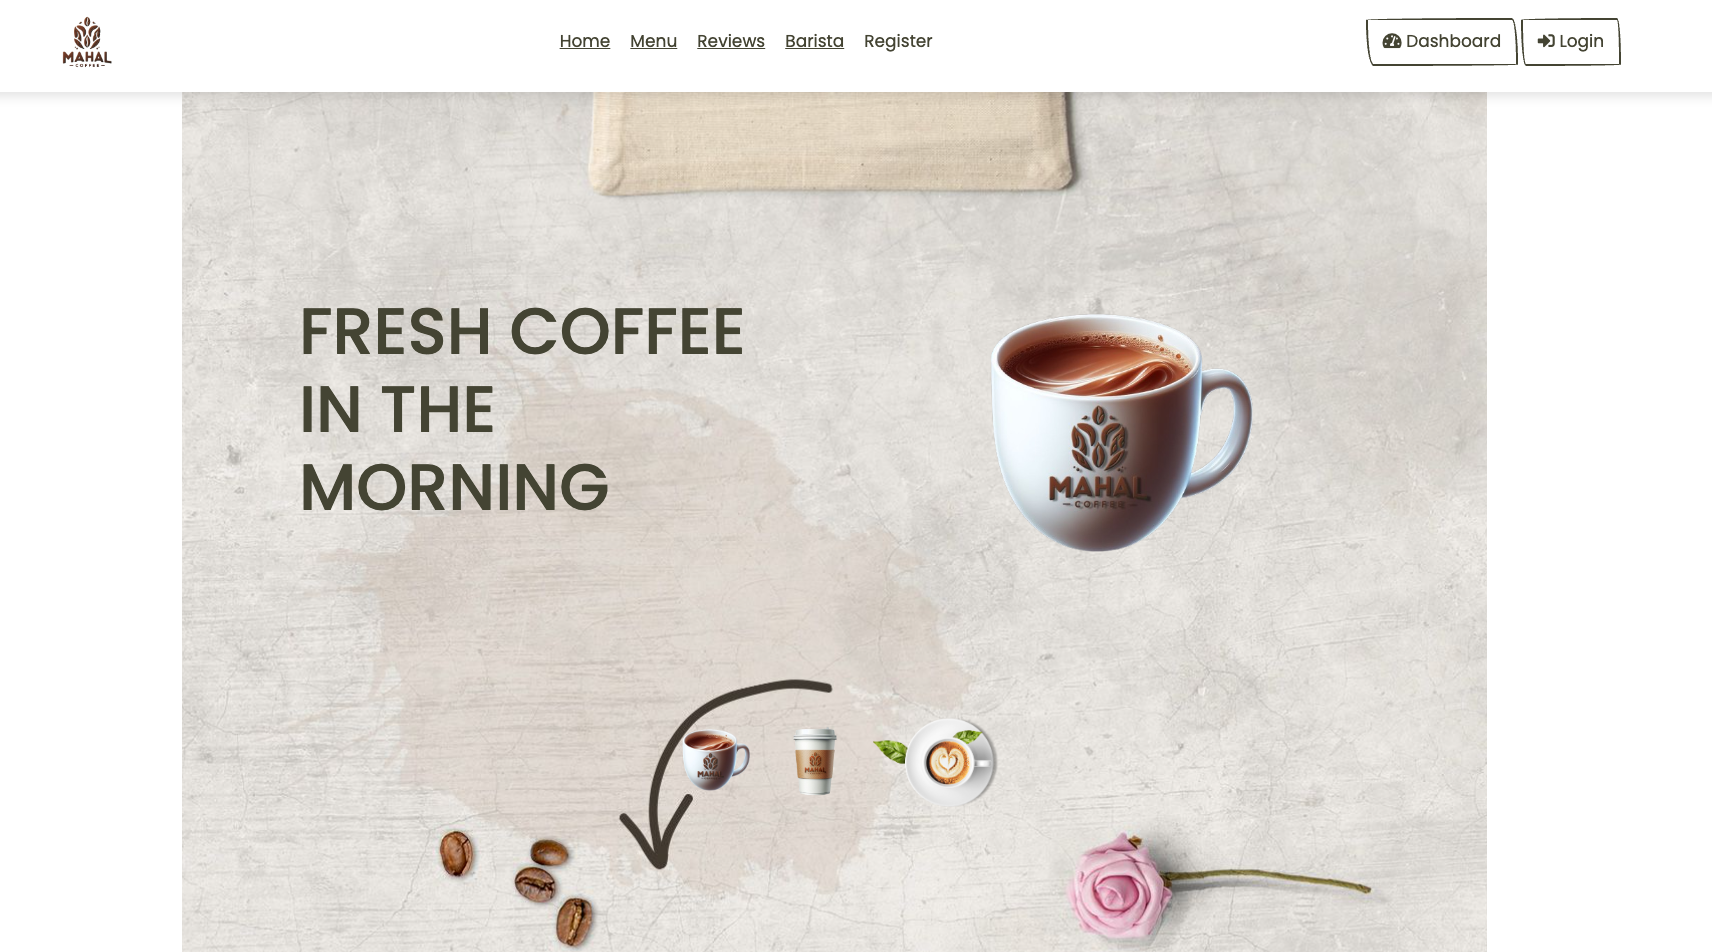 MAHAL
COFFEE
Home Menu Reviews Barista Register
Dashboard Login
FRESH COFFEE
IN THE
MORNING
MAHAL
COFFEE
MAHAL
MAHAL